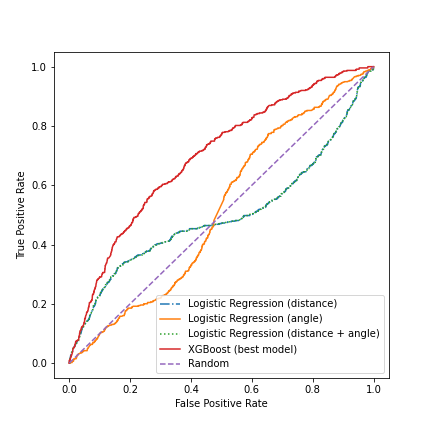 1.0
0.8
0.6
0.4
0.2
0.0
True Positive Rate
Logistic Regression (distance)
Logistic Regression (angle)
Logistic Regression (distance + angle)
XGBoost (best model)
Random
0.0 0.2 0.4 0.6 0.8 1.0
False Positive Rate